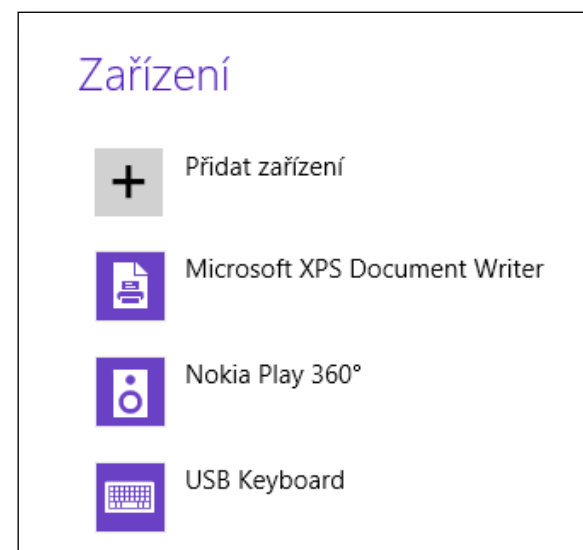 Zařízení
Přidat zařízení
Microsoft XPS Document Writer
Nokia Play 360°
USB Keyboard